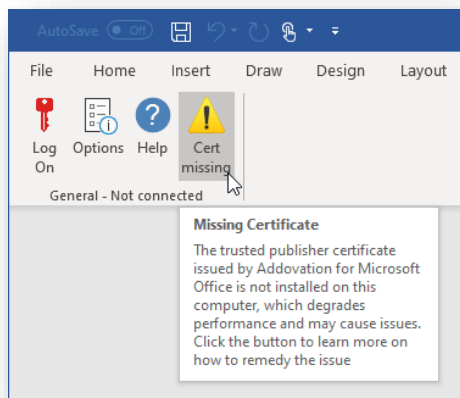 AutoSave Off
File Home Insert Draw Design Layout
Log On Options Help Cert missing
General - Not connected
Missing Certificate
The trusted publisher certificate
issued by Addovation for Microsoft
Office is not installed on this
computer, which degrades
performance and may cause issues.
Click the button to learn more on
how to remedy the issue